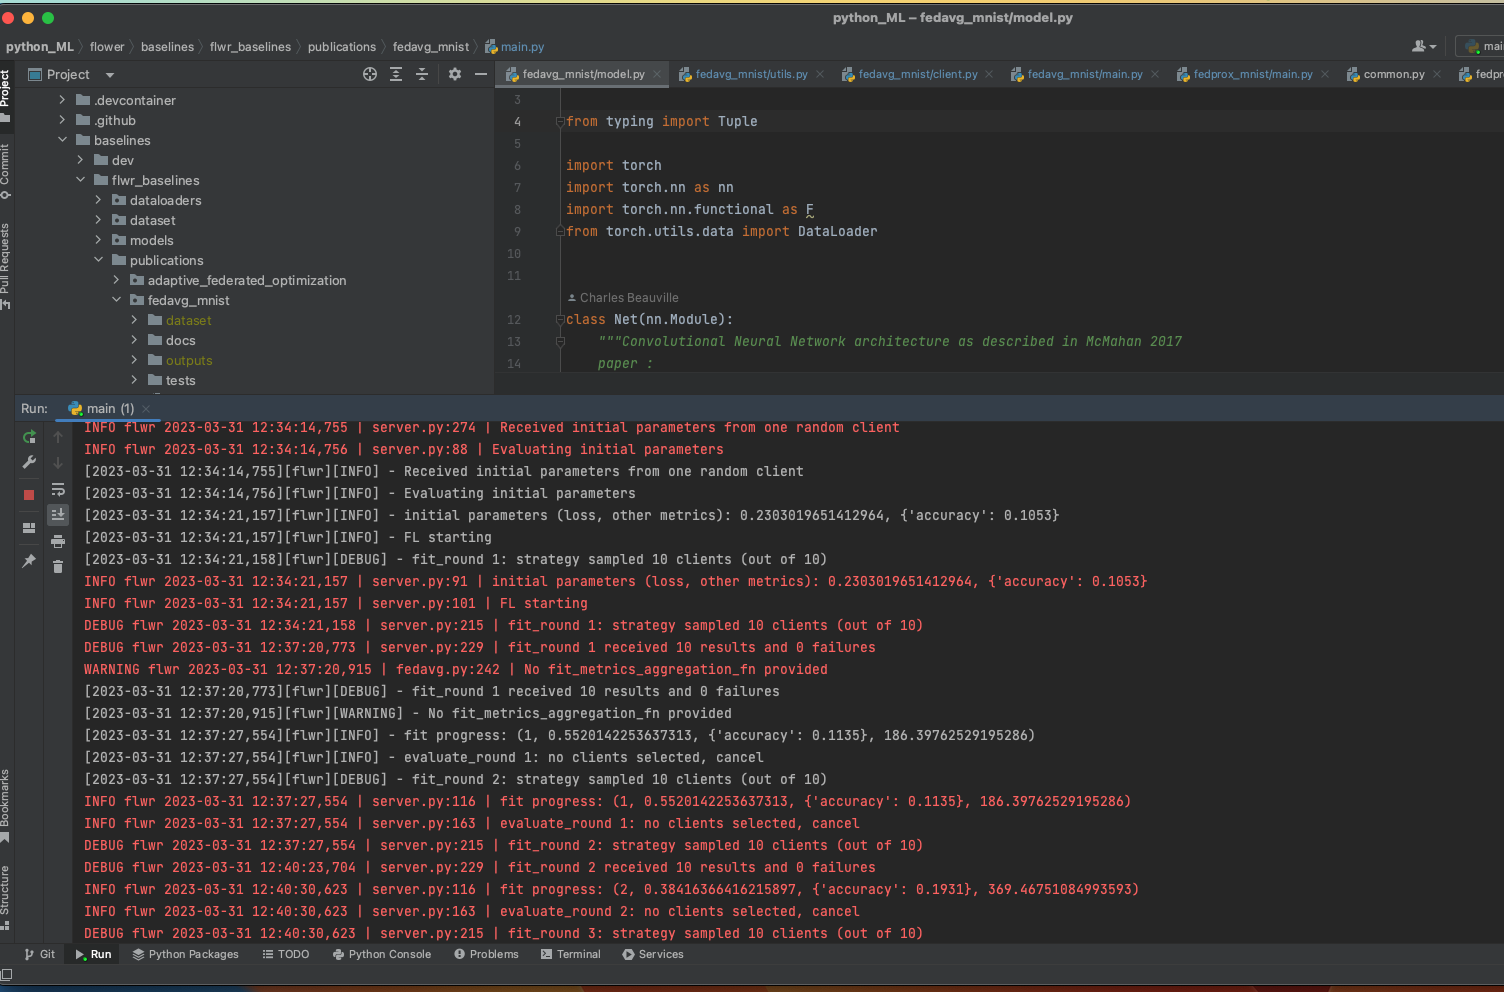 python_ML – fedavg_mnist/model.py
python_ML flower baselines flwr_baselines publications fedavg_mnist main.py
Project
fedavg_mnist/model.py fedavg_mnist/utils.py fedavg_mnist/client.py fedavg_mnist/main.py fedprox_mnist/main.py common.py
Project
Commit
Pull Requests
Bookmarks
Structure
.devcontainer
.github
baselines
dev
flwr_baselines
dataloaders
dataset
models
publications
adaptive_federated_optimization
fedavg_mnist
dataset
docs
outputs
tests
3
4 from typing import Tuple
5
6 import torch
7 import torch.nn as nn
8 import torch.nn.functional as F
9 from torch.utils.data import DataLoader
10
11
Charles Beauville
12 class Net(nn.Module):
13 """Convolutional Neural Network architecture as described in McMahan 2017
14 paper :
Run: main (1)
INFO flwr 2023-03-31 12:34:14,755 | server.py:274 | Received initial parameters from one random client
INFO flwr 2023-03-31 12:34:14,756 | server.py:88 | Evaluating initial parameters
[2023-03-31 12:34:14,755][flwr][INFO] - Received initial parameters from one random client
[2023-03-31 12:34:14,756][flwr][INFO] - Evaluating initial parameters
[2023-03-31 12:34:21,157][flwr][INFO] - initial parameters (loss, other metrics): 0.2303019651412964, {'accuracy': 0.1053}
[2023-03-31 12:34:21,157][flwr][INFO] - FL starting
[2023-03-31 12:34:21,158][flwr][DEBUG] - fit_round 1: strategy sampled 10 clients (out of 10)
INFO flwr 2023-03-31 12:34:21,157 | server.py:91 | initial parameters (loss, other metrics): 0.2303019651412964, {'accuracy': 0.1053}
INFO flwr 2023-03-31 12:34:21,157 | server.py:101 | FL starting
DEBUG flwr 2023-03-31 12:34:21,158 | server.py:215 | fit_round 1: strategy sampled 10 clients (out of 10)
DEBUG flwr 2023-03-31 12:37:20,773 | server.py:229 | fit_round 1 received 10 results and 0 failures
WARNING flwr 2023-03-31 12:37:20,915 | fedavg.py:242 | No fit_metrics_aggregation_fn provided
[2023-03-31 12:37:20,773][flwr][DEBUG] - fit_round 1 received 10 results and 0 failures
[2023-03-31 12:37:20,915][flwr][WARNING] - No fit_metrics_aggregation_fn provided
[2023-03-31 12:37:27,554][flwr][INFO] - fit progress: (1, 0.5520142253637313, {'accuracy': 0.1135}, 186.39762529195286)
[2023-03-31 12:37:27,554][flwr][INFO] - evaluate_round 1: no clients selected, cancel
[2023-03-31 12:37:27,554][flwr][DEBUG] - fit_round 2: strategy sampled 10 clients (out of 10)
INFO flwr 2023-03-31 12:37:27,554 | server.py:116 | fit progress: (1, 0.5520142253637313, {'accuracy': 0.1135}, 186.39762529195286)
INFO flwr 2023-03-31 12:37:27,554 | server.py:163 | evaluate_round 1: no clients selected, cancel
DEBUG flwr 2023-03-31 12:37:27,554 | server.py:215 | fit_round 2: strategy sampled 10 clients (out of 10)
DEBUG flwr 2023-03-31 12:40:23,704 | server.py:229 | fit_round 2 received 10 results and 0 failures
INFO flwr 2023-03-31 12:40:30,623 | server.py:116 | fit progress: (2, 0.38416366416215897, {'accuracy': 0.1931}, 369.46751084993593)
INFO flwr 2023-03-31 12:40:30,623 | server.py:163 | evaluate_round 2: no clients selected, cancel
DEBUG flwr 2023-03-31 12:40:30,623 | server.py:215 | fit_round 3: strategy sampled 10 clients (out of 10)
Git Run Python Packages TODO Python Console Problems Terminal Services